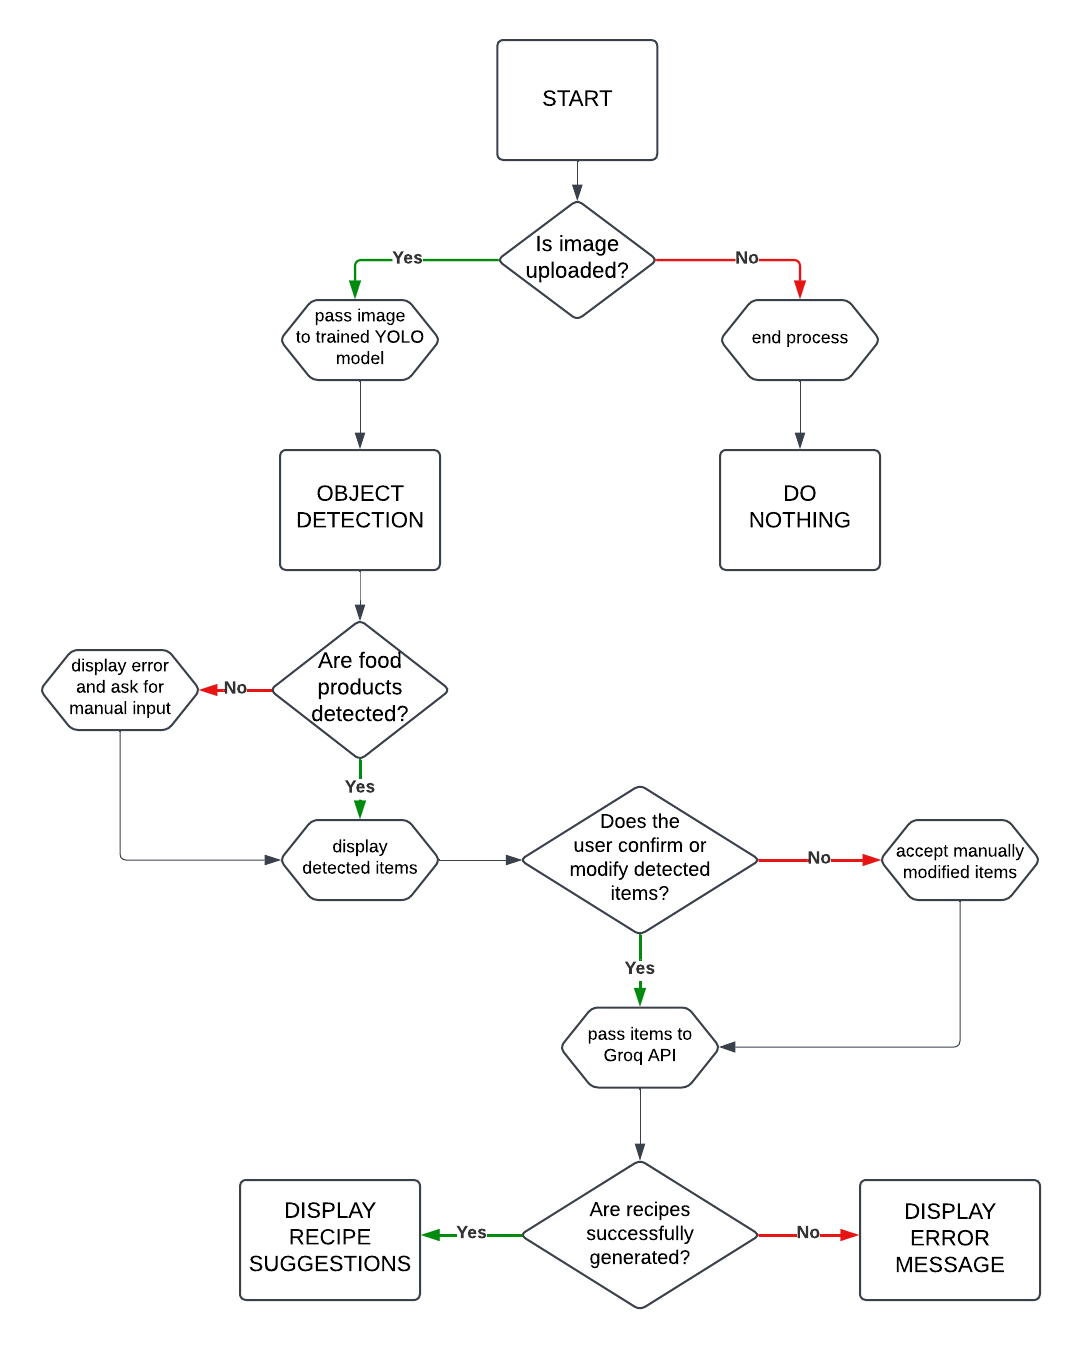 START
Is image
uploaded?
Yes
No
pass image
to trained YOLO
model
end process
OBJECT
DETECTION
DO
NOTHING
Are food
products
detected?
No
display error
and ask for
manual input
Yes
display
detected items
Does the
user confirm or
modify detected
items?
No
accept manually
modified items
Yes
pass items to
Groq API
Are recipes
successfully
generated?
Yes
DISPLAY
RECIPE
SUGGESTIONS
No
DISPLAY
ERROR
MESSAGE